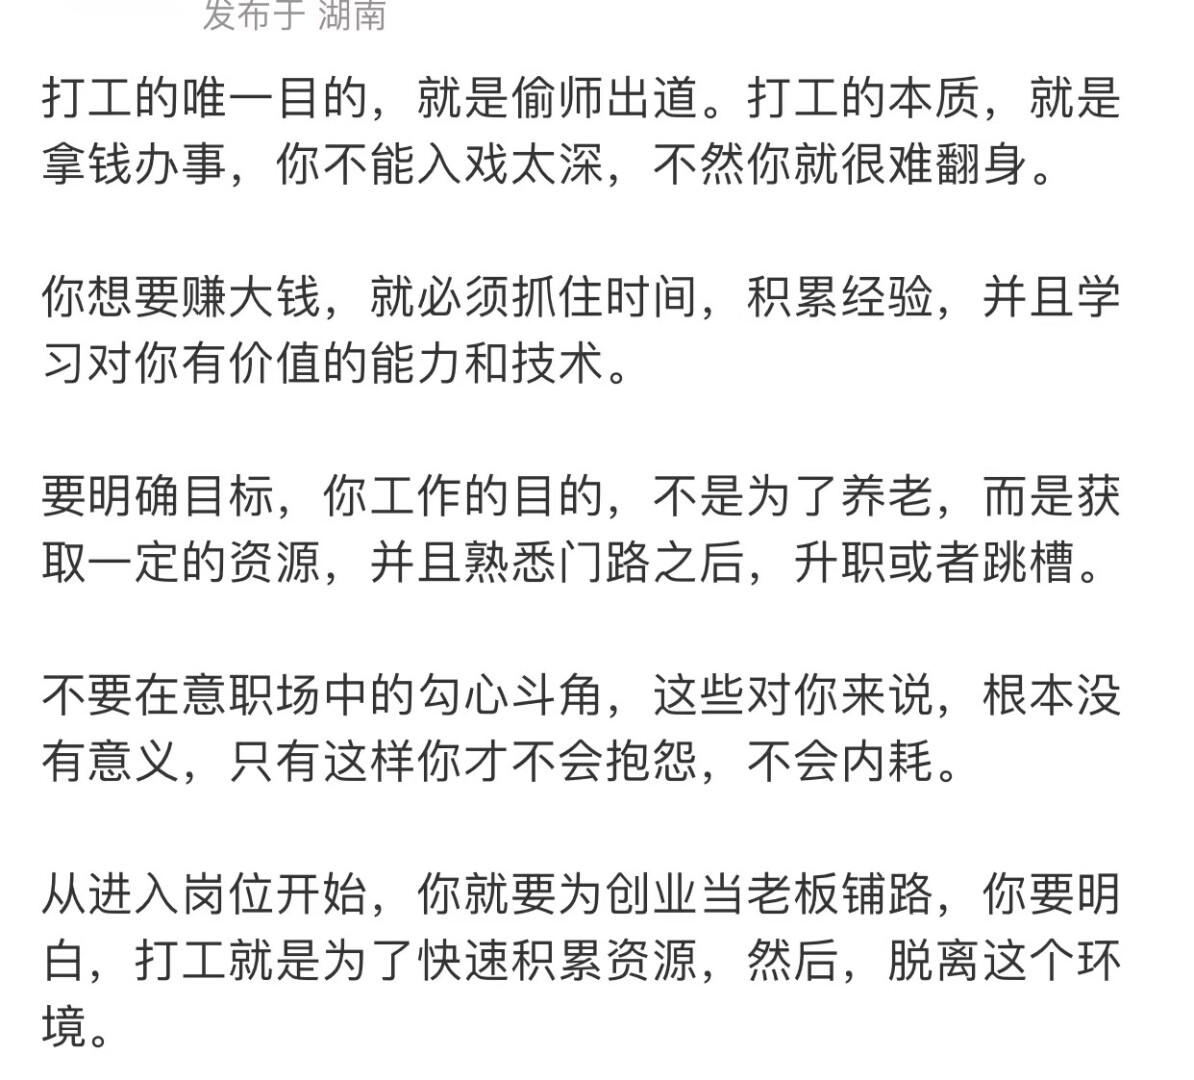 发布于 湖南
打工的唯一目的，就是偷师出道。打工的本质，就是
拿钱办事，你不能入戏太深，不然你就很难翻身。
你想要赚大钱，就必须抓住时间，积累经验，并且学
习对你有价值的能力和技术。
要明确目标，你工作的目的，不是为了养老，而是获
取一定的资源，并且熟悉门路之后，升职或者跳槽。
不要在意职场中的勾心斗角，这些对你来说，根本没
有意义，只有这样你才不会抱怨，不会内耗。
从进入岗位开始，你就要为创业当老板铺路，你要明
白，打工就是为了快速积累资源，然后，脱离这个环
境。